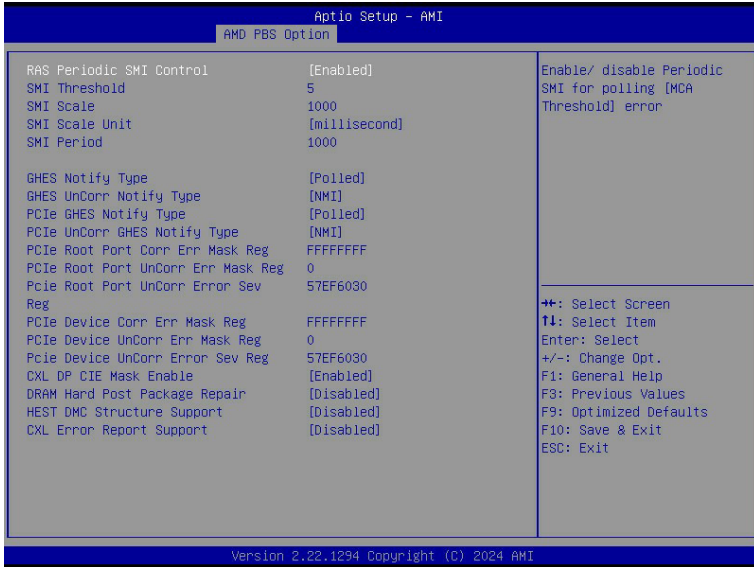 Aptio Setup – AMI
AMD PBS Option
RAS Periodic SMI Control [Enabled]
SMI Threshold 5
SMI Scale 1000
SMI Scale Unit [millisecond]
SMI Period 1000
GHES Notify Type [Polled]
GHES UnCorr Notify Type [NMI]
PCIe GHES Notify Type [Polled]
PCIe UnCorr GHES Notify Type [NMI]
PCIe Root Port Corr Err Mask Reg FFFFFFFF
PCIe Root Port UnCorr Err Mask Reg 0
Pcie Root Port UnCorr Error Sev 57EF6030
Reg
PCIe Device Corr Err Mask Reg FFFFFFFF
PCIe Device UnCorr Err Mask Reg 0
Pcie Device UnCorr Error Sev Reg 57EF6030
CXL DP CIE Mask Enable [Enabled]
DRAM Hard Post Package Repair [Disabled]
HEST DMC Structure Support [Disabled]
CXL Error Report Support [Disabled]
Enable/ disable Periodic
SMI for polling [MCA
Threshold] error
→←: Select Screen
↑↓: Select Item
Enter: Select
+/-: Change Opt.
F1: General Help
F3: Previous Values
F9: Optimized Defaults
F10: Save & Exit
ESC: Exit
Version 2.22.1294 Copyright (C) 2024 AMI